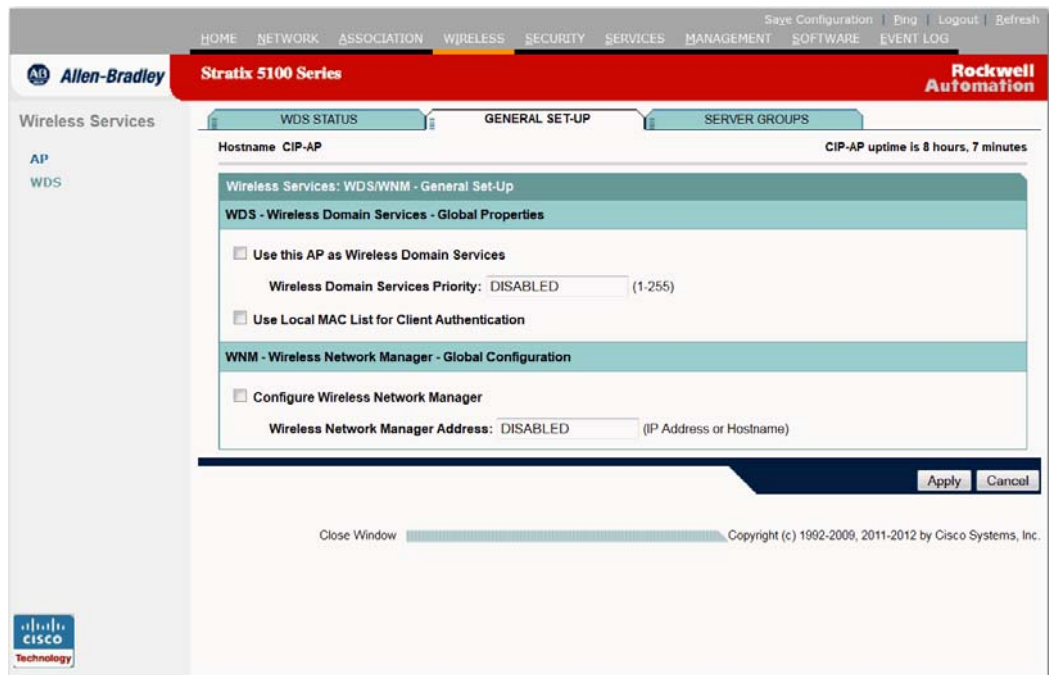 Save Configuration | Ping | Logout | Refresh
HOME NETWORK ASSOCIATION WIRELESS SECURITY SERVICES MANAGEMENT SOFTWARE EVENT LOG
AB Allen-Bradley
Stratix 5100 Series
Rockwell
Automation
Wireless Services
AP
WDS
WDS STATUS GENERAL SET-UP SERVER GROUPS
Hostname CIP-AP CIP-AP uptime is 8 hours, 7 minutes
Wireless Services: WDS/WNM - General Set-Up
WDS - Wireless Domain Services - Global Properties
Use this AP as Wireless Domain Services
Wireless Domain Services Priority: DISABLED (1-255)
Use Local MAC List for Client Authentication
WNM - Wireless Network Manager - Global Configuration
Configure Wireless Network Manager
Wireless Network Manager Address: DISABLED (IP Address or Hostname)
Apply Cancel
Close Window Copyright (c) 1992-2009, 2011-2012 by Cisco Systems, Inc.
CISCO
Technology